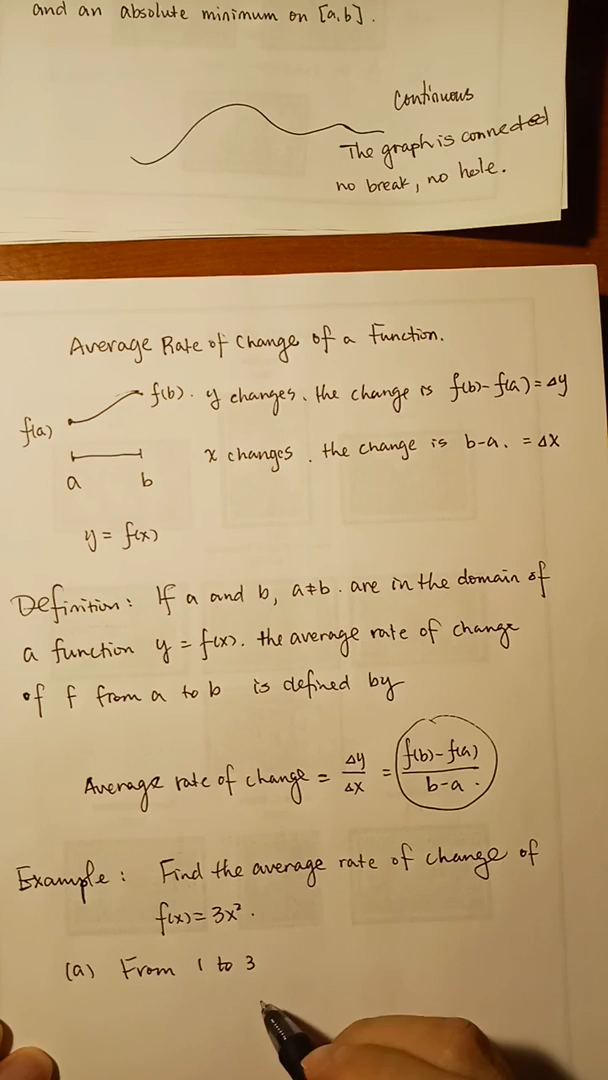 and an absolute minimum on [a,b].
Continuous
The graph is connected
no break, no hole.
Average Rate of Change of a Function.
f(b). y changes. the change is f(b)-f(a) = Δy
f(a)
x changes. the change is b-a. = Δx
a b
y = f(x)
Definition: If a and b, a≠b. are in the domain of
a function y = f(x). the average rate of change
of f from a to b is defined by
Average rate of change = Δy/Δx = f(b)-f(a)/b-a.
Example: Find the average rate of change of
f(x) = 3x².
(a) From 1 to 3